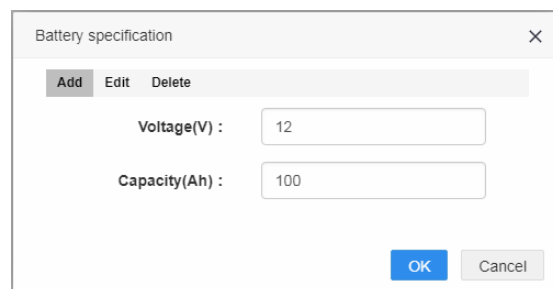 Battery specification
Add Edit Delete
Voltage(V) : 12
Capacity(Ah) : 100
OK Cancel